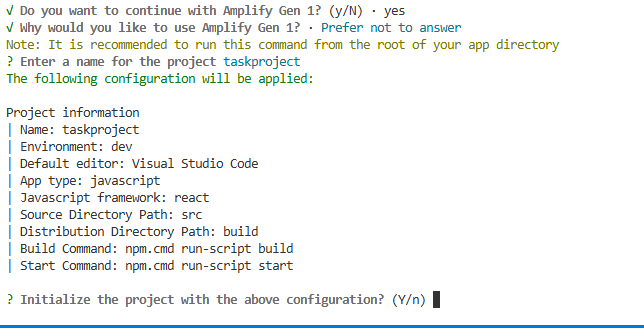 √ Do you want to continue with Amplify Gen 1? (y/N) · yes
√ Why would you like to use Amplify Gen 1? · Prefer not to answer
Note: It is recommended to run this command from the root of your app directory
? Enter a name for the project taskproject
The following configuration will be applied:

Project information
| Name: taskproject
| Environment: dev
| Default editor: Visual Studio Code
| App type: javascript
| Javascript framework: react
| Source Directory Path: src
| Distribution Directory Path: build
| Build Command: npm.cmd run-script build
| Start Command: npm.cmd run-script start

? Initialize the project with the above configuration? (Y/n)